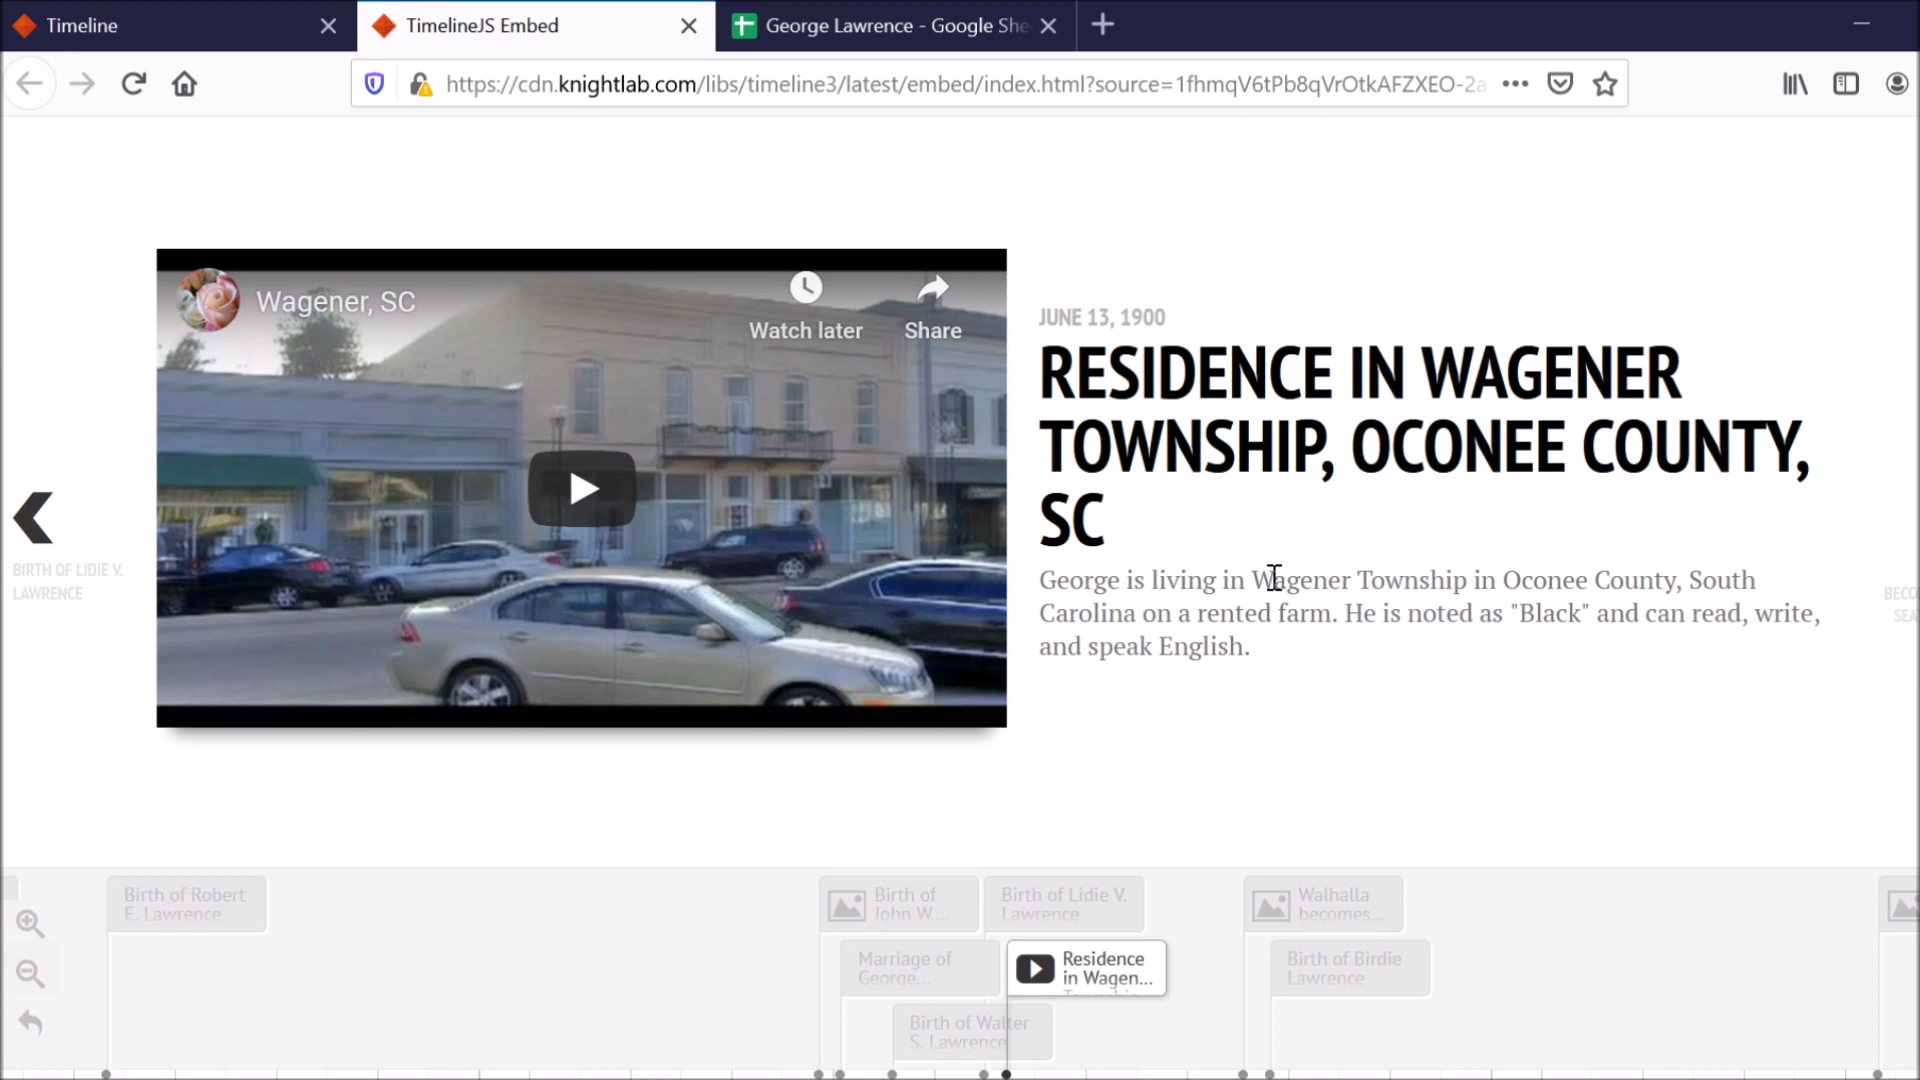 Timeline
TimelineJS Embed
George Lawrence - Google She
https://cdn.knightlab.com/libs/timeline3/latest/embed/index.html?source=1fhmqV6tPb8qVrOtkAFZXEO-2a
Wagener, SC
Watch later
Share
JUNE 13, 1900
RESIDENCE IN WAGENER
TOWNSHIP, OCONEE COUNTY,
SC
George is living in Wagener Township in Oconee County, South
Carolina on a rented farm. He is noted as "Black" and can read, write,
and speak English.
BIRTH OF LIDIE V.
LAWRENCE
BECO
SEA
Birth of Robert
E. Lawrence
Birth of
John W....
Birth of Lidie V.
Lawrence
Walhalla
becomes...
Marriage of
George...
Residence
in Wagen...
Birth of Birdie
Lawrence
Birth of Walter
S. Lawrence